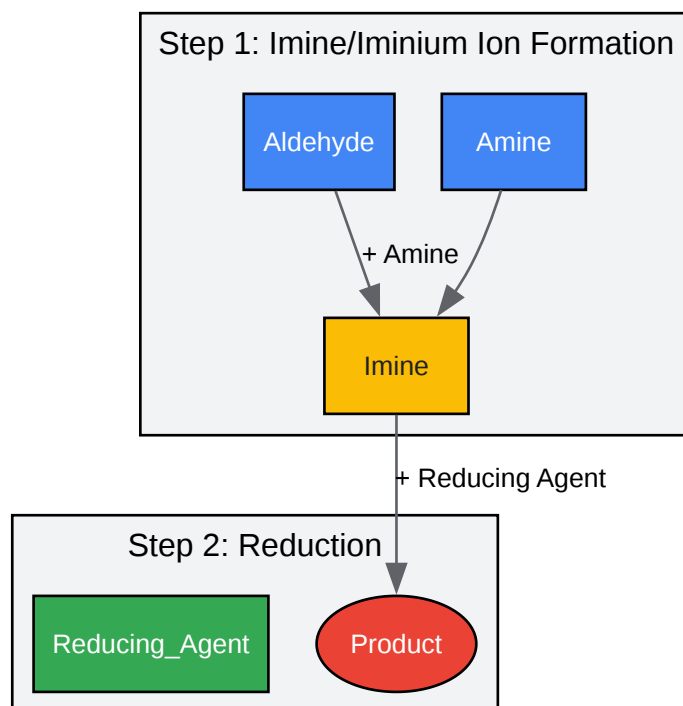 Step 1: Imine/Iminium Ion Formation
Aldehyde
Amine
+ Amine
Imine
+ Reducing Agent
Step 2: Reduction
Reducing_Agent
Product